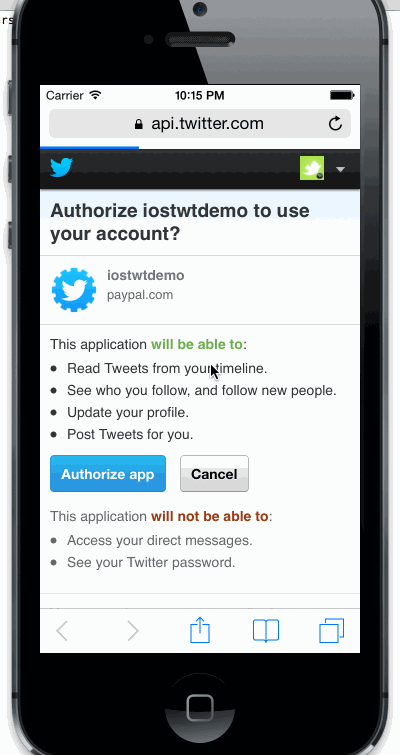 rs
Carrier 10:15 PM
api.twitter.com
Authorize iostwtdemo to use
your account?
iostwtdemo
paypal.com
This application will be able to:
Read Tweets from your timeline.
See who you follow, and follow new people.
Update your profile.
Post Tweets for you.
Authorize app Cancel
This application will not be able to:
Access your direct messages.
See your Twitter password.